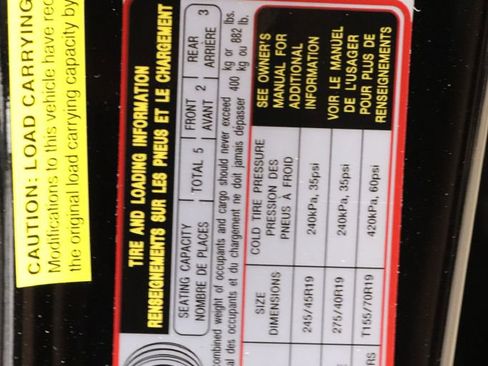 CAUTION: LOAD CARRYING
Modifications to this vehicle have
the original load carrying capacity by
TIRE AND LOADING INFORMATION
RENSEIGNEMENTS SUR LES PNEUS ET LE CHARGEMENT
SEATING CAPACITY
NOMBRE DE PLACES
TOTAL 5
FRONT 2
AVANT
REAR 3
ARRIÈRE
combined weight of occupants and cargo should never exceed 400 kg or 882 lb.
des occupants et du chargement ne doit jamais dépasser 400 kg ou 882 lb.
SIZE
DIMENSIONS
COLD TIRE PRESSURE
PRESSION DES
PNEUS À FROID
SEE OWNER'S
MANUAL FOR
ADDITIONAL
INFORMATION
245/45R19 240kPa, 35psi
275/40R19 240kPa, 35psi
T155/70R19 420kPa, 60psi
VOIR LE MANUEL
DE L'USAGER
POUR PLUS DE
RENSEIGNEMENTS